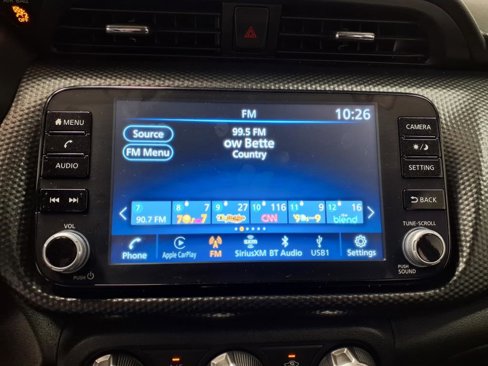 FM
10:26
MENU
AUDIO
VOL
PUSH
Source
FM Menu
99.5 FM
ow Bette
Country
7
90.7 FM
8 7
9 27
10 116
CNN
11 9
12 16
blend
Phone
Apple CarPlay
FM
SiriusXM
BT Audio
USB1
Settings
CAMERA
SETTING
BACK
TUNE·SCROLL
PUSH
SOUND